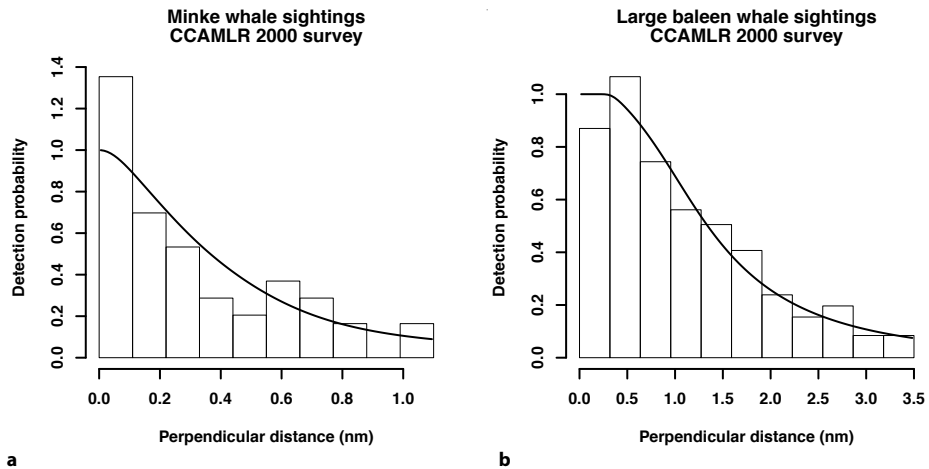 Minke whale sightings
CCAMLR 2000 survey
Detection probability
1.4
1.2
1.0
0.8
0.6
0.4
0.2
0.0
0.0 0.2 0.4 0.6 0.8 1.0
Perpendicular distance (nm)
a
Large baleen whale sightings
CCAMLR 2000 survey
Detection probability
1.0
0.8
0.6
0.4
0.2
0.0
0.0 0.5 1.0 1.5 2.0 2.5 3.0 3.5
Perpendicular distance (nm)
b